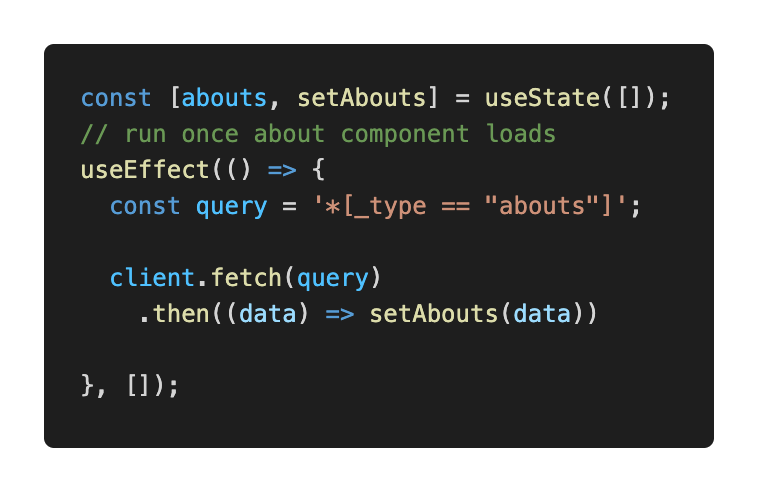 const [abouts, setAbouts] = useState([]);
// run once about component loads
useEffect(() => {
const query = '*[_type == "abouts"]';
client.fetch(query)
.then((data) => setAbouts(data))
}, []);